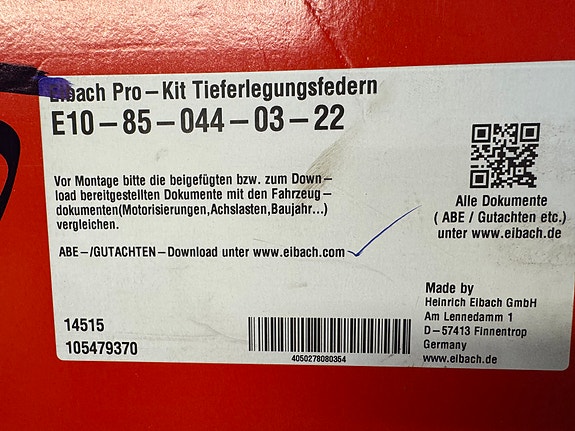 Eibach Pro-Kit Tieferlegungsfedern
E10-85-044-03-22
Vor Montage bitte die beigefügten bzw. zum Down-
load bereitgestellten Dokumente mit den Fahrzeug-
dokumenten(Motorisierungen,Achslasten,Baujahr...)
vergleichen.
ABE-/GUTACHTEN-Download unter www.eibach.com
Alle Dokumente
( ABE / Gutachten etc.)
unter www.eibach.de
14515
105479370
4050278080354
Made by
Heinrich Eibach GmbH
Am Lennedamm 1
D-57413 Finnentrop
Germany
www.eibach.de